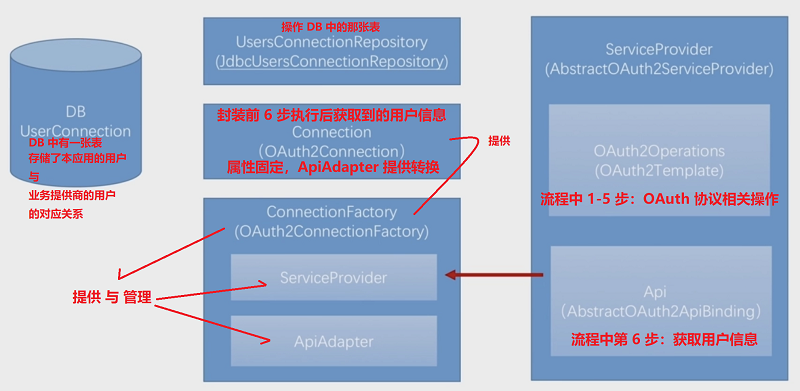 DB
UserConnection
DB 中有一张表
存储了本应用的用户
与
业务提供商的用户
的对应关系
操作 DB 中的那张表
UsersConnectionRepository
(JdbcUsersConnectionRepository)
封装前 6 步执行后获取到的用户信息
Connection
(OAuth2Connection)
属性固定，ApiAdapter 提供转换
提供
ConnectionFactory
(OAuth2ConnectionFactory)
ServiceProvider
ApiAdapter
提供 与 管理
ServiceProvider
(AbstractOAuth2ServiceProvider)
OAuth2Operations
(OAuth2Template)
流程中 1-5 步：OAuth 协议相关操作
Api
(AbstractOAuth2ApiBinding)
流程中第 6 步：获取用户信息